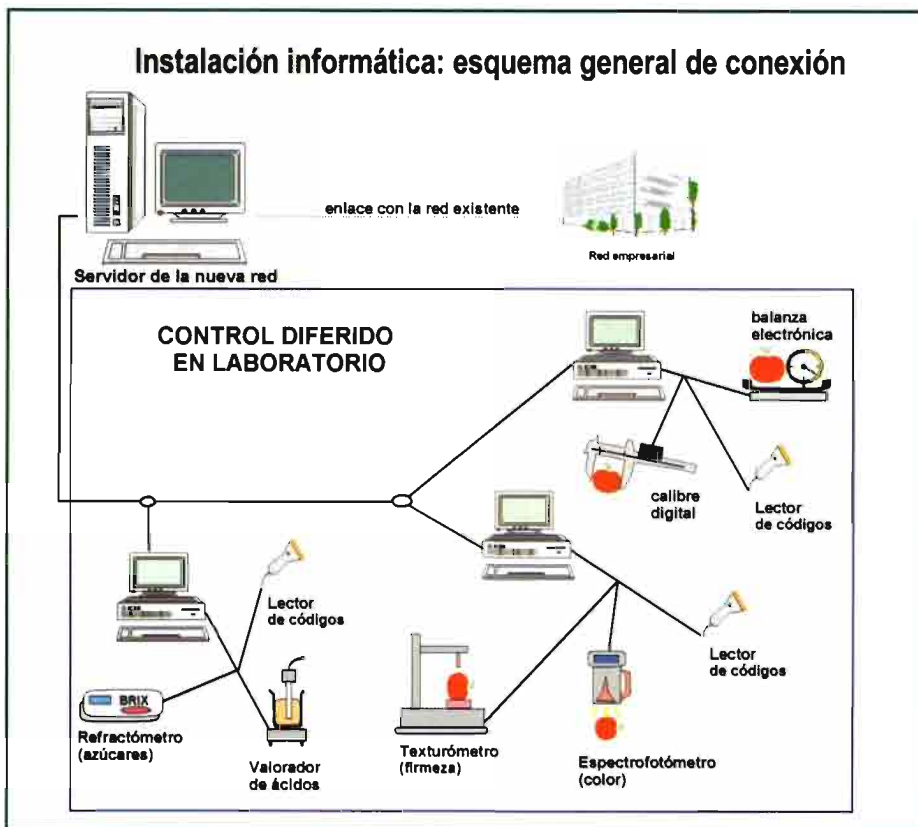 Instalación informática: esquema general de conexión
enlace con la red existente
Red empresarial
Servidor de la nueva red
CONTROL DIFERIDO
EN LABORATORIO
balanza
electrónica
calibre
digital
Lector
de códigos
Lector
de códigos
Lector
de códigos
BRIX
Refractómetro
(azúcares)
Valorador
de ácidos
Texturómetro
(firmeza)
Espectrofotómetro
(color)